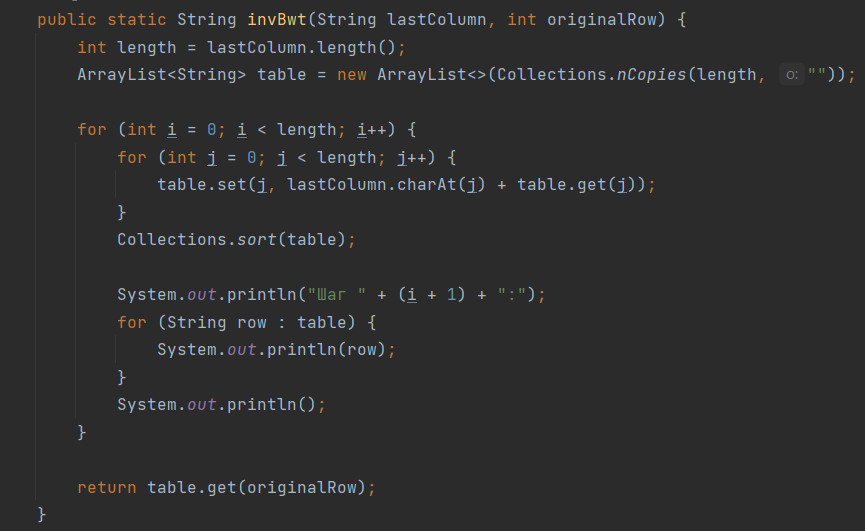 public static String invBwt(String lastColumn, int originalRow) {
int length = lastColumn.length();
ArrayList<String> table = new ArrayList<>(Collections.nCopies(length, o: ""));
for (int i = 0; i < length; i++) {
for (int j = 0; j < length; j++) {
table.set(j, lastColumn.charAt(j) + table.get(j));
}
Collections.sort(table);
System.out.println("Шаг " + (i + 1) + ":");
for (String row : table) {
System.out.println(row);
}
System.out.println();
}
return table.get(originalRow);
}